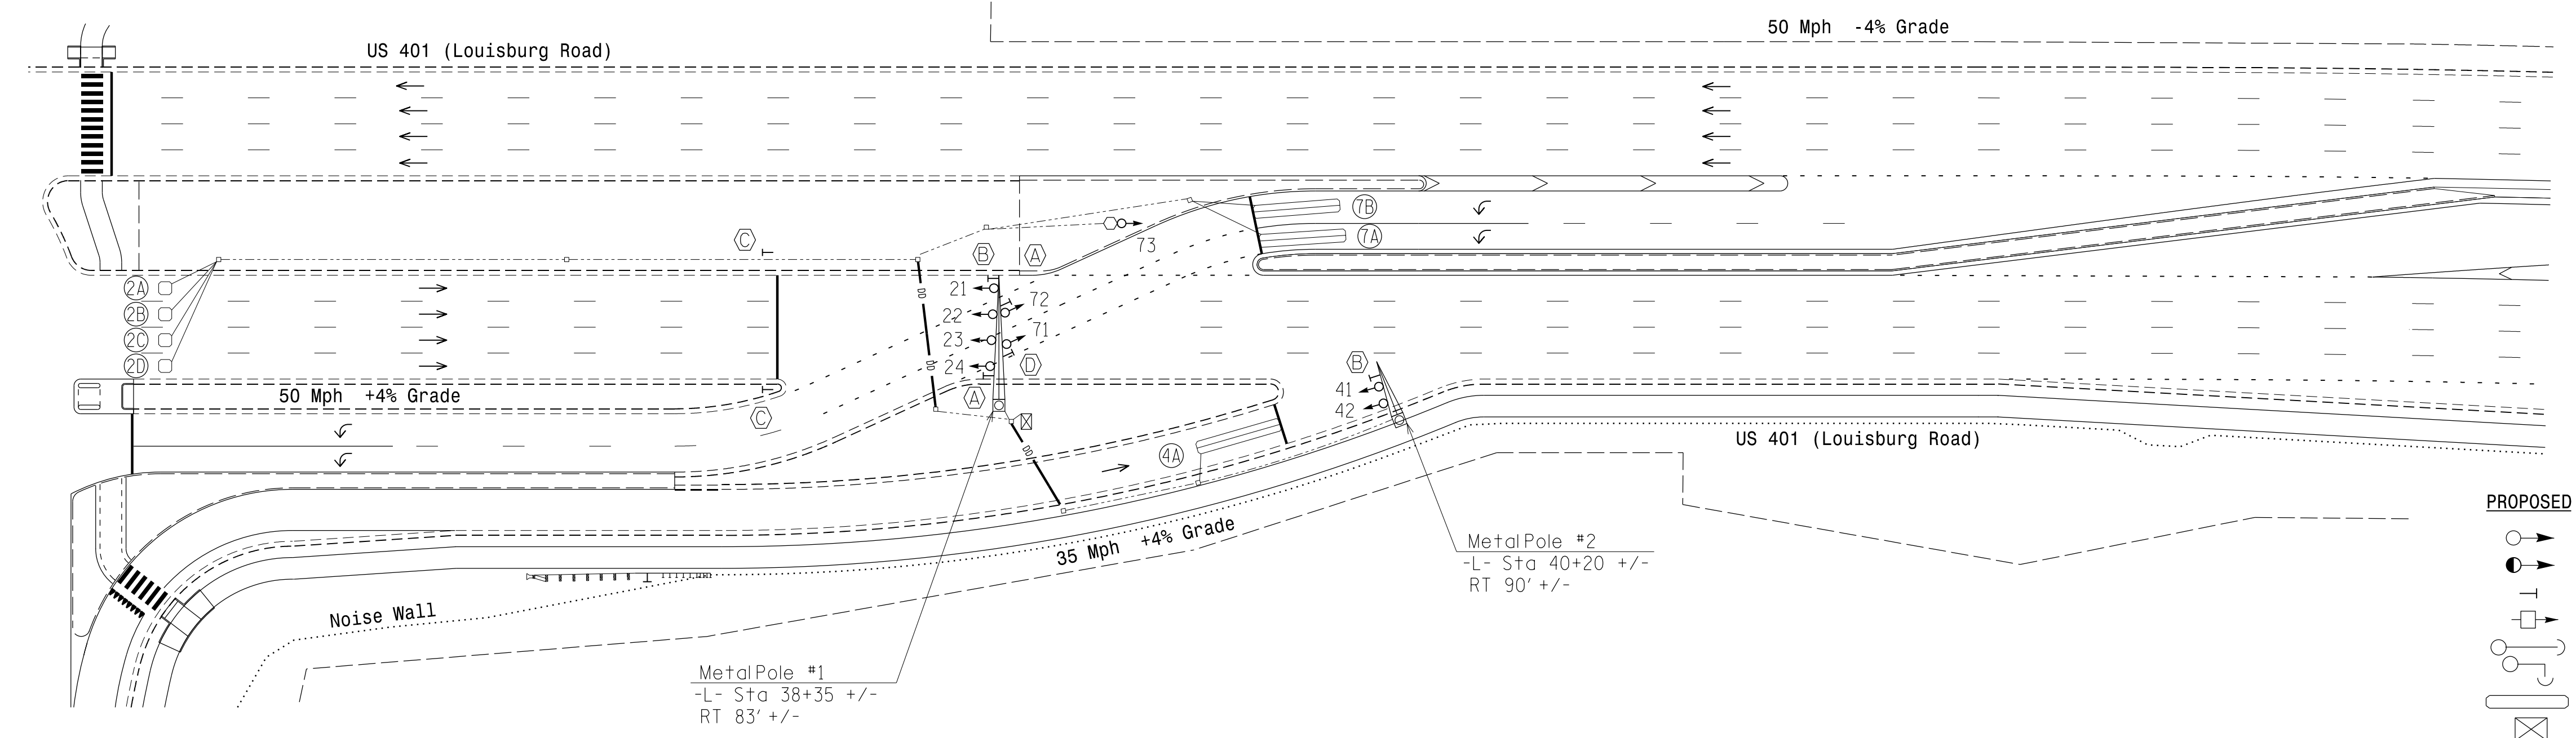 50 Mph -4% Grade
US 401 (Louisburg Road)
7B
7A
73
C
B
A
2A
2B
2C
2D
21
22
23
24
72
71
D
A
B
41
42
50 Mph +4% Grade
C
4A
US 401 (Louisburg Road)
35 Mph +4% Grade
Noise Wall
Metal Pole #2
-L- Sta 40+20 +/-
RT 90' +/-
Metal Pole #1
-L- Sta 38+35 +/-
RT 83' +/-
PROPOSED